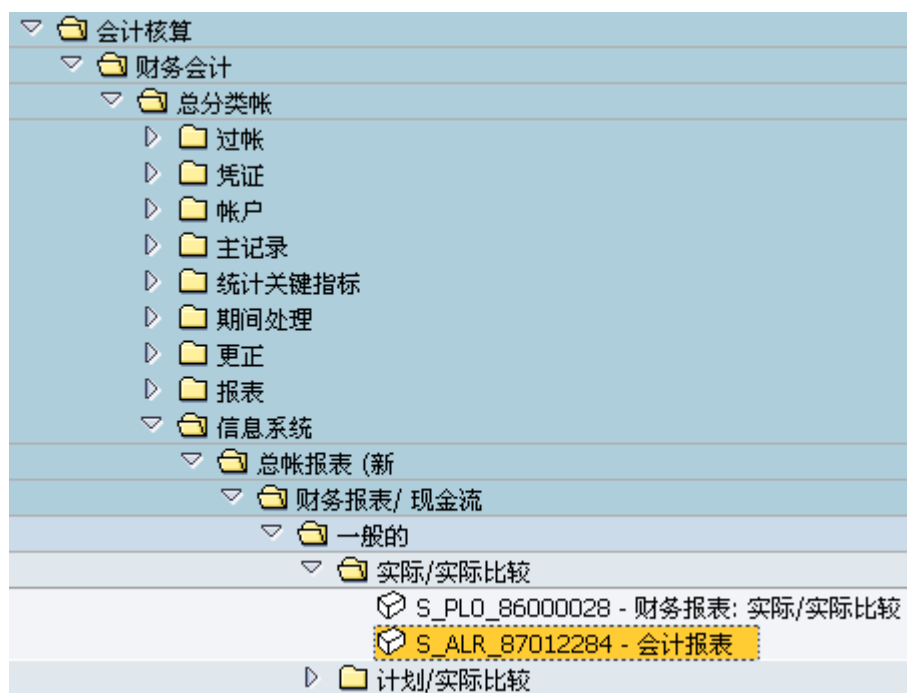 会计核算
财务会计
总分类帐
过帐
凭证
帐户
主记录
统计关键指标
期间处理
更正
报表
信息系统
总帐报表 (新
财务报表/ 现金流
一般的
实际/实际比较
S_PL0_86000028 - 财务报表: 实际/实际比较
S_ALR_87012284 - 会计报表
计划/实际比较